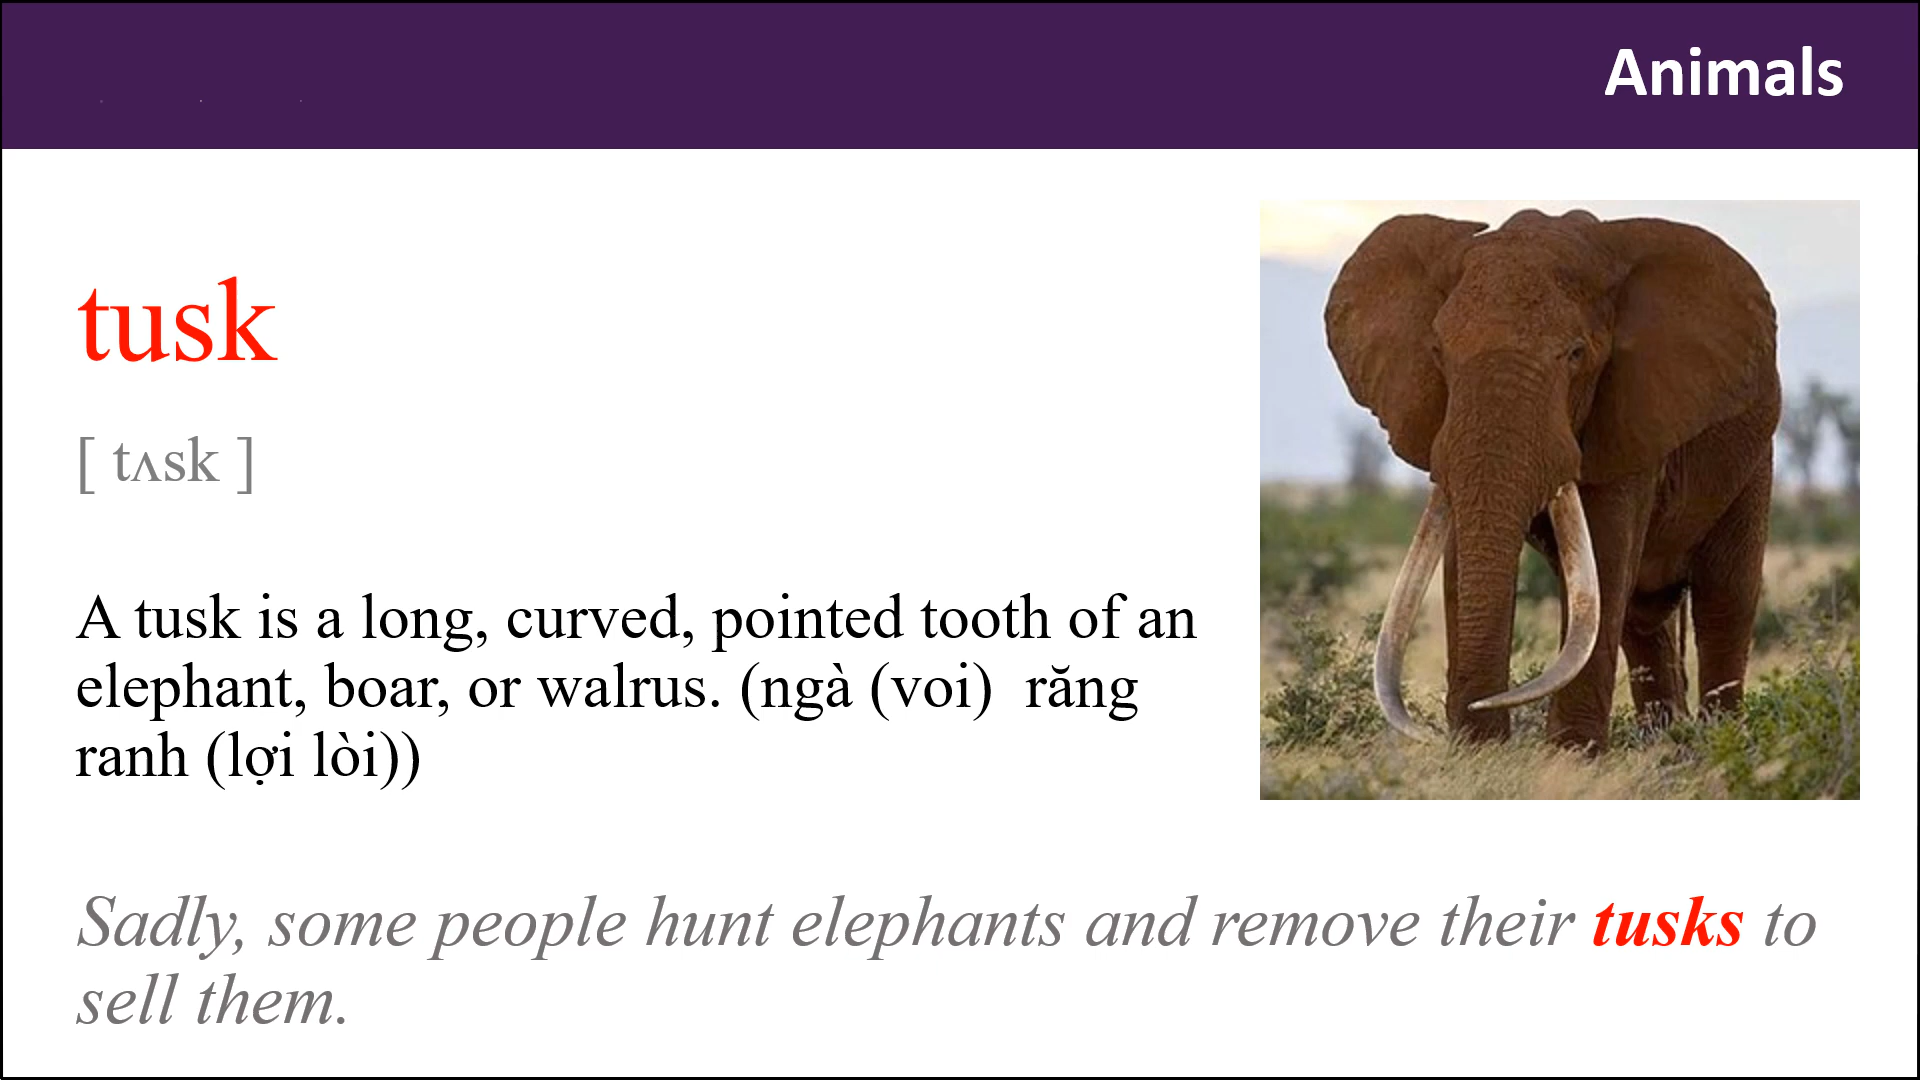 Animals
tusk
[ tʌsk ]
A tusk is a long, curved, pointed tooth of an
elephant, boar, or walrus. (ngà (voi)  răng
ranh (lợi lòi))
Sadly, some people hunt elephants and remove their tusks to
sell them.